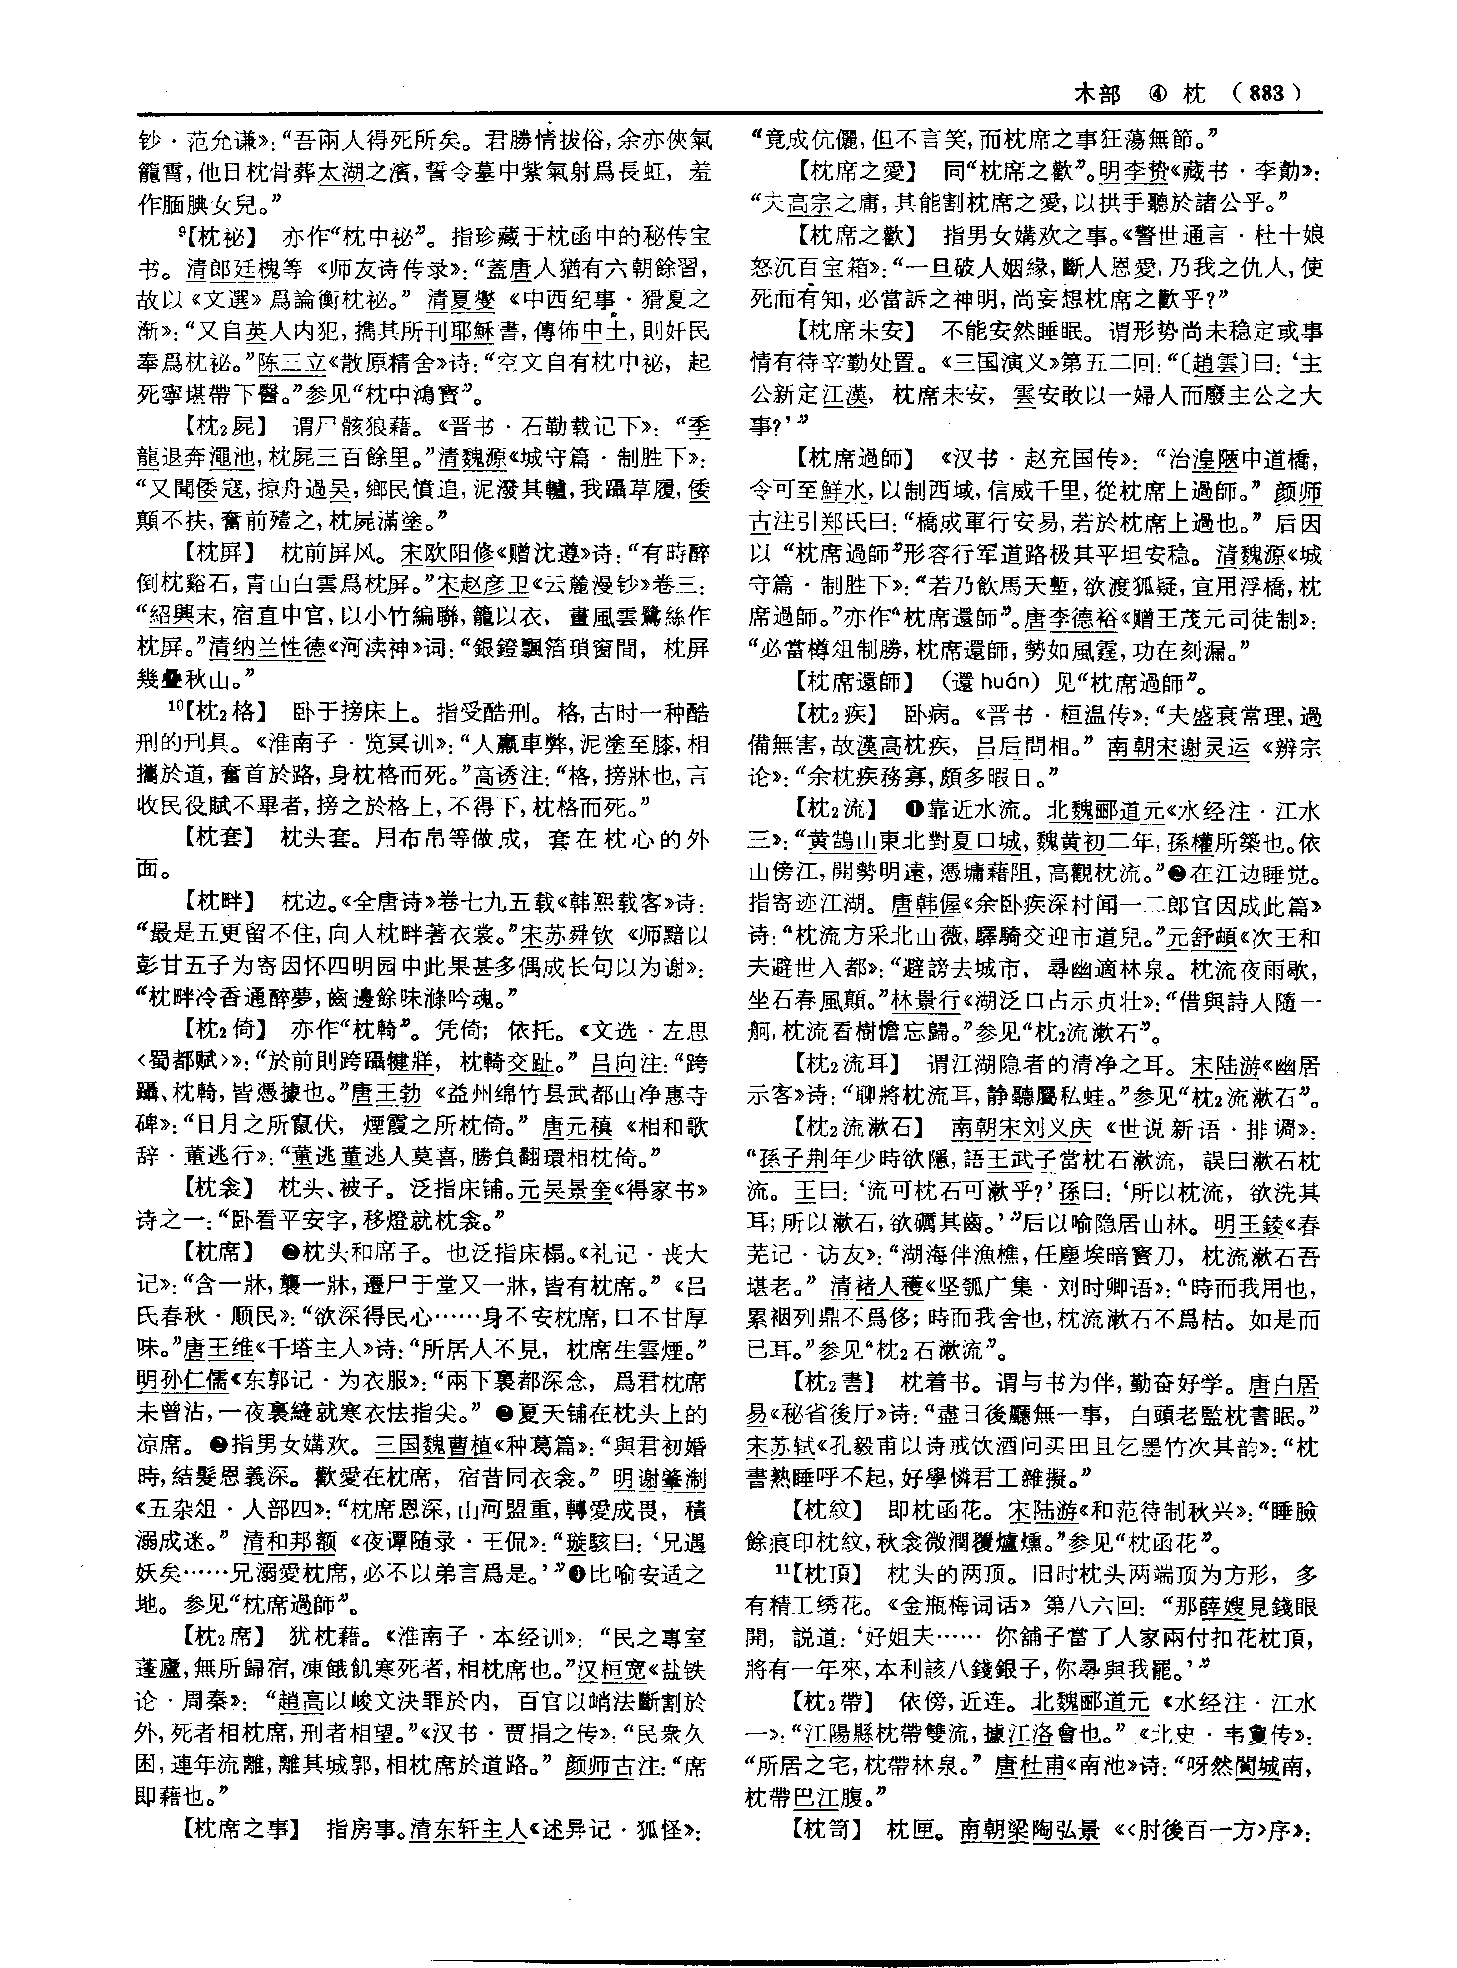 木部 ④ 枕 (883)
钞·范允谦》:“吾兩人得死所矣。君勝情拔俗,余亦俠氣
籠霄,他日枕骨葬太湖之濱,誓令墓中紫氣射爲長虹,羞
作腼腆女兒。”
9【枕祕】 亦作“枕中祕”。指珍藏于枕函中的秘传宝
书。清郎廷槐等《师友诗传录》:“蓋唐人猶有六朝餘習,
故以《文選》爲論衡枕祕。” 清夏燮《中西纪事·猾夏之
渐》:“又自英人内犯,擕其所刊耶穌書,傳佈中土,則奸民
奉爲枕祕。”陈三立《散原精舍》诗:“空文自有枕中祕,起
死寧堪帶下醫。”参见“枕中鴻寳”。
【枕2屍】 谓尸骸狼藉。《晋书·石勒载记下》:“季
龍退奔澠池,枕屍三百餘里。”清魏源《城守篇·制胜下》:
“又聞倭寇,掠舟過吴,鄉民憤追,泥潑其轤,我躡草履,倭
顛不扶,奮前殪之,枕屍滿塗。”
【枕屏】 枕前屏风。宋欧阳修《赠沈遵》诗:“有時醉
倒枕谿石,青山白雲爲枕屏。”宋赵彦卫《云麓漫钞》卷三:
“紹興末,宿直中官,以小竹編聯,籠以衣,畫風雲鷺絲作
枕屏。”清纳兰性德《河渎神》词:“銀鐙飄箔瑣窗間,枕屏
幾疊秋山。”
10【枕2格】 卧于搒床上。指受酷刑。格,古时一种酷
刑的刑具。《淮南子·览冥训》:“人羸車弊,泥塗至膝,相
攜於道,奮首於路,身枕格而死。”高诱注:“格,搒牀也,言
收民役賦不畢者,搒之於格上,不得下,枕格而死。”
【枕套】 枕头套。用布帛等做成,套在枕心的外
面。
【枕畔】 枕边。《全唐诗》卷七九五载《韩熙载客》诗:
“最是五更留不住,向人枕畔著衣裳。”宋苏舜钦《师黯以
彭甘五子为寄因怀四明园中此果甚多偶成长句以为谢》:
“枕畔冷香通醉夢,齒邊餘味滌吟魂。”
【枕2倚】 亦作“枕輢”。凭倚;依托。《文选·左思
〈蜀都赋〉》:“於前則跨躡犍牂,枕輢交趾。” 吕向注:“跨
躡、枕輢,皆憑據也。”唐王勃《益州绵竹县武都山净惠寺
碑》:“日月之所竄伏,煙霞之所枕倚。” 唐元稹《相和歌
辞·董逃行》:“董逃董逃人莫喜,勝負翻環相枕倚。”
【枕衾】 枕头、被子。泛指床铺。元吴景奎《得家书》
诗之一:“卧看平安字,移燈就枕衾。”
【枕席】 ❶枕头和席子。也泛指床榻。《礼记·丧大
记》:“含一牀,襲一牀,遷尸于堂又一牀,皆有枕席。”《吕
氏春秋·顺民》:“欲深得民心……身不安枕席,口不甘厚
味。”唐王维《千塔主人》诗:“所居人不見,枕席生雲煙。”
明孙仁儒《东郭记·为衣服》:“兩下裏都深念,爲君枕席
未曾沾,一夜裏縫就寒衣怯指尖。” ❷夏天铺在枕头上的
凉席。 ❸指男女媾欢。三国魏曹植《种葛篇》:“與君初婚
時,結髮恩義深。歡愛在枕席,宿昔同衣衾。” 明谢肇淛
《五杂俎·人部四》:“枕席恩深,山河盟重,轉愛成畏,積
溺成迷。” 清和邦额《夜谭随录·王侃》:“璇駭曰:‘兄遇
妖矣……兄溺愛枕席,必不以弟言爲是。’”❹比喻安适之
地。参见“枕席過師”。
【枕2席】 犹枕藉。《淮南子·本经训》:“民之專室
蓬廬,無所歸宿,凍餓飢寒死者,相枕席也。”汉桓宽《盐铁
论·周秦》:“趙高以峻文決罪於内,百官以峭法斷割於
外,死者相枕席,刑者相望。”《汉书·贾捐之传》:“民衆久
困,連年流離,離其城郭,相枕席於道路。” 颜师古注:“席
即藉也。”
【枕席之事】 指房事。清东轩主人《述异记·狐怪》:
“竟成伉儷,但不言笑,而枕席之事狂蕩無節。”
【枕席之愛】 同“枕席之歡”。明李贽《藏书·李勣》:
“夫高宗之庸,其能割枕席之愛,以拱手聽於諸公乎。”
【枕席之歡】 指男女媾欢之事。《警世通言·杜十娘
怒沉百宝箱》:“一旦破人姻緣,斷人恩愛,乃我之仇人,使
死而有知,必當訴之神明,尚妄想枕席之歡乎?”
【枕席未安】 不能安然睡眠。谓形势尚未稳定或事
情有待辛勤处置。《三国演义》第五二回:“〔趙雲〕曰:‘主
公新定江漢,枕席未安,雲安敢以一婦人而廢主公之大
事?’”
【枕席過師】 《汉书·赵充国传》:“治湟陿中道橋,
令可至鮮水,以制西域,信威千里,從枕席上過師。” 颜师
古注引郑氏曰:“橋成軍行安易,若於枕席上過也。” 后因
以“枕席過師”形容行军道路极其平坦安稳。清魏源《城
守篇·制胜下》:“若乃飲馬天塹,欲渡狐疑,宜用浮橋,枕
席過師。”亦作“枕席還師”。唐李德裕《赠王茂元司徒制》:
“必當樽俎制勝,枕席還師,勢如風霆,功在刻漏。”
【枕席還師】 (還 huán)见“枕席過師”。
【枕2疾】 卧病。《晋书·桓温传》:“夫盛衰常理,過
備無害,故漢高枕疾,吕后問相。” 南朝宋谢灵运《辨宗
论》:“余枕疾務寡,頗多暇日。”
【枕2流】 ❶靠近水流。北魏郦道元《水经注·江水
三》:“黄鵠山東北對夏口城,魏黄初二年,孫權所築也。依
山傍江,開勢明遠,憑墉藉阻,高觀枕流。”❷在江边睡觉。
指寄迹江湖。唐韩偓《余卧疾深村闻一二郎官因成此篇》
诗:“枕流方采北山薇,驛騎交迎市道兒。”元舒頔《次王和
夫避世入都》:“避謗去城市,尋幽適林泉。枕流夜雨歇,
坐石春風顛。”林景行《湖泛口占示贞壮》:“借與詩人隨一
舸,枕流看樹憺忘歸。”参见“枕2流漱石”。
【枕2流耳】 谓江湖隐者的清净之耳。宋陆游《幽居
示客》诗:“聊將枕流耳,静聽屬私蛙。”参见“枕2流漱石”。
【枕2流漱石】 南朝宋刘义庆《世说新语·排调》:
“孫子荆年少時欲隱,語王武子當枕石漱流,誤曰漱石枕
流。王曰:‘流可枕石可漱乎?’孫曰:‘所以枕流,欲洗其
耳;所以漱石,欲礪其齒。’”后以喻隐居山林。明王錂《春
芜记·访友》:“湖海伴漁樵,任塵埃暗寳刀,枕流漱石吾
堪老。” 清褚人穫《坚瓠广集·刘时卿语》:“時而我用也,
累裀列鼎不爲侈;時而我舍也,枕流漱石不爲枯。如是而
已耳。”参见“枕2石漱流”。
【枕2書】 枕着书。谓与书为伴,勤奋好学。唐白居
易《秘省後厅》诗:“盡日後廳無一事,白頭老監枕書眠。”
宋苏轼《孔毅甫以诗戒饮酒问买田且乞墨竹次其韵》:“枕
書熟睡呼不起,好學憐君工雜擬。”
【枕紋】 即枕函花。宋陆游《和范待制秋兴》:“睡臉
餘痕印枕紋,秋衾微潤覆爐燻。”参见“枕函花”。
11【枕頂】 枕头的两顶。旧时枕头两端顶为方形,多
有精工绣花。《金瓶梅词话》第八六回:“那薛嫂見錢眼
開,説道:‘好姐夫…… 你舖子當了人家兩付扣花枕頂,
將有一年來,本利該八錢銀子,你尋與我罷。’”
【枕2帶】 依傍,近连。北魏郦道元《水经注·江水
一》:“江陽縣枕帶雙流,據江洛會也。”《北史·韦敻传》:
“所居之宅,枕帶林泉。” 唐杜甫《南池》诗:“呀然閬城南,
枕帶巴江腹。”
【枕笥】 枕匣。南朝梁陶弘景《〈肘後百一方〉序》: